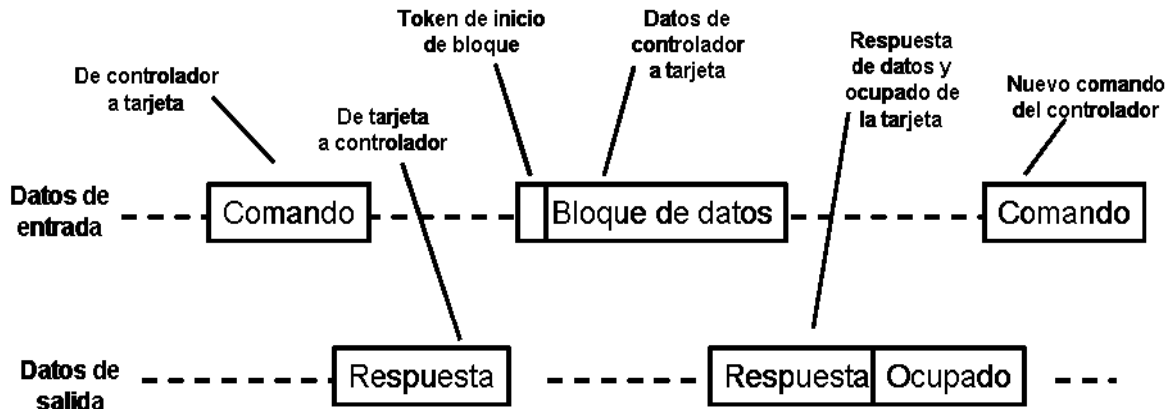 Token de inicio
de bloque
Datos de
controlador
a tarjeta
Respuesta
de datos y
ocupado de
la tarjeta
De controlador
a tarjeta
De tarjeta
a controlador
Nuevo comando
del controlador
Datos de
entrada
Comando
Bloque de datos
Comando
Datos de
salida
Respuesta
Respuesta
Ocupado